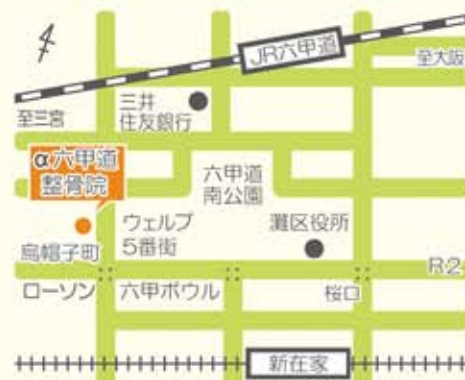 JR六甲道
至大阪
至三宮
三井
住友銀行
α六甲道
整骨院
六甲道
南公園
ウェルブ
5番街
灘区役所
烏帽子町
R2
ローソン
六甲ボウル
桜口
新在家